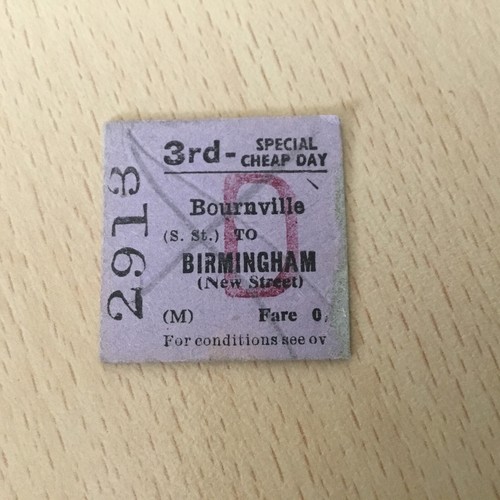 3rd - SPECIAL
CHEAP DAY
Bournville
(S. St.) TO
BIRMINGHAM
(New Street)
(M) Fare 0.
For conditions see ov
2913